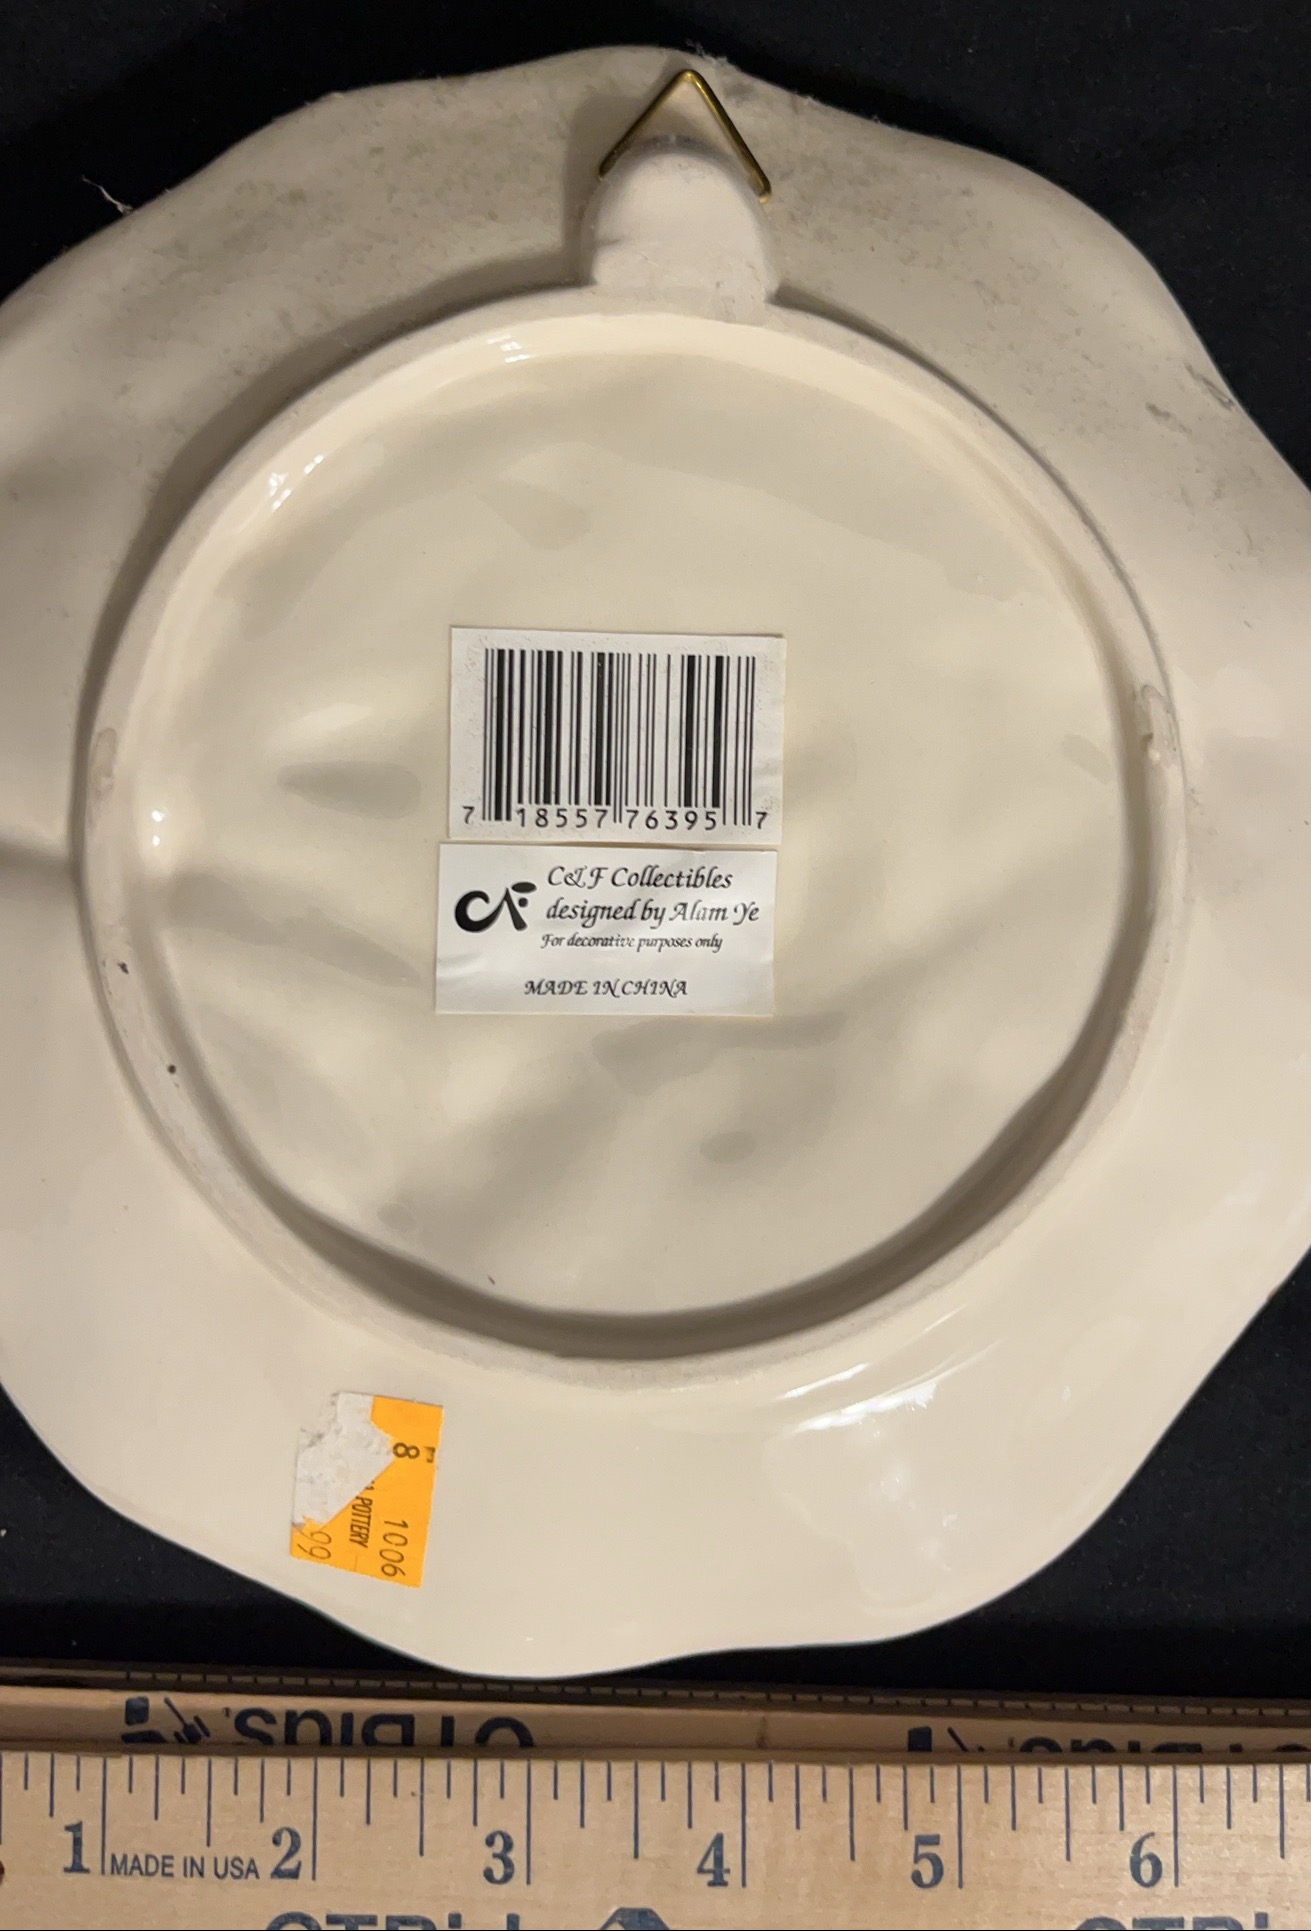 7 18557 76395 7
CF
C&F Collectibles
designed by Alam Ye
For decorative purposes only
MADE IN CHINA
8
1006
POTTERY
99
1 2 3 4 5 6
MADE IN USA